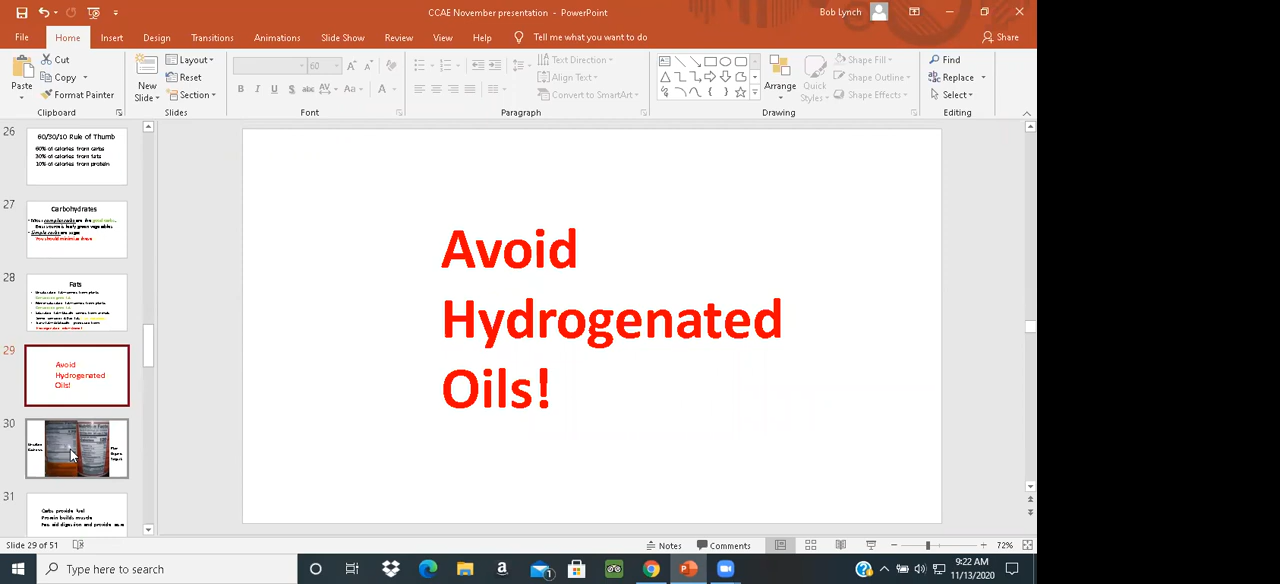 CCAE November presentation - PowerPoint
Bob Lynch
File Home Insert Design Transitions Animations Slide Show Review View Help Tell me what you want to do Share
Paste
Cut
Copy
Format Painter
Clipboard
New
Slide
Layout
Reset
Section
Slides
60
B I U S abc AV Aa A
Font
Text Direction
Align Text
Convert to SmartArt
Paragraph
Arrange
Quick
Styles
Shape Fill
Shape Outline
Shape Effects
Drawing
Find
Replace
Select
Editing
26
60/30/10 Rule of Thumb
60% of calories from carbs
30% of calories from fats
10% of calories from protein
27
Carbohydrates
28
Fats
29
Avoid
Hydrogenated
Oils!
30
Nutrition Facts
31
Carbs provide fuel
Protein builds muscle
Avoid
Hydrogenated
Oils!
Slide 29 of 51
Notes
Comments
72%
Type here to search
9:22 AM
11/13/2020